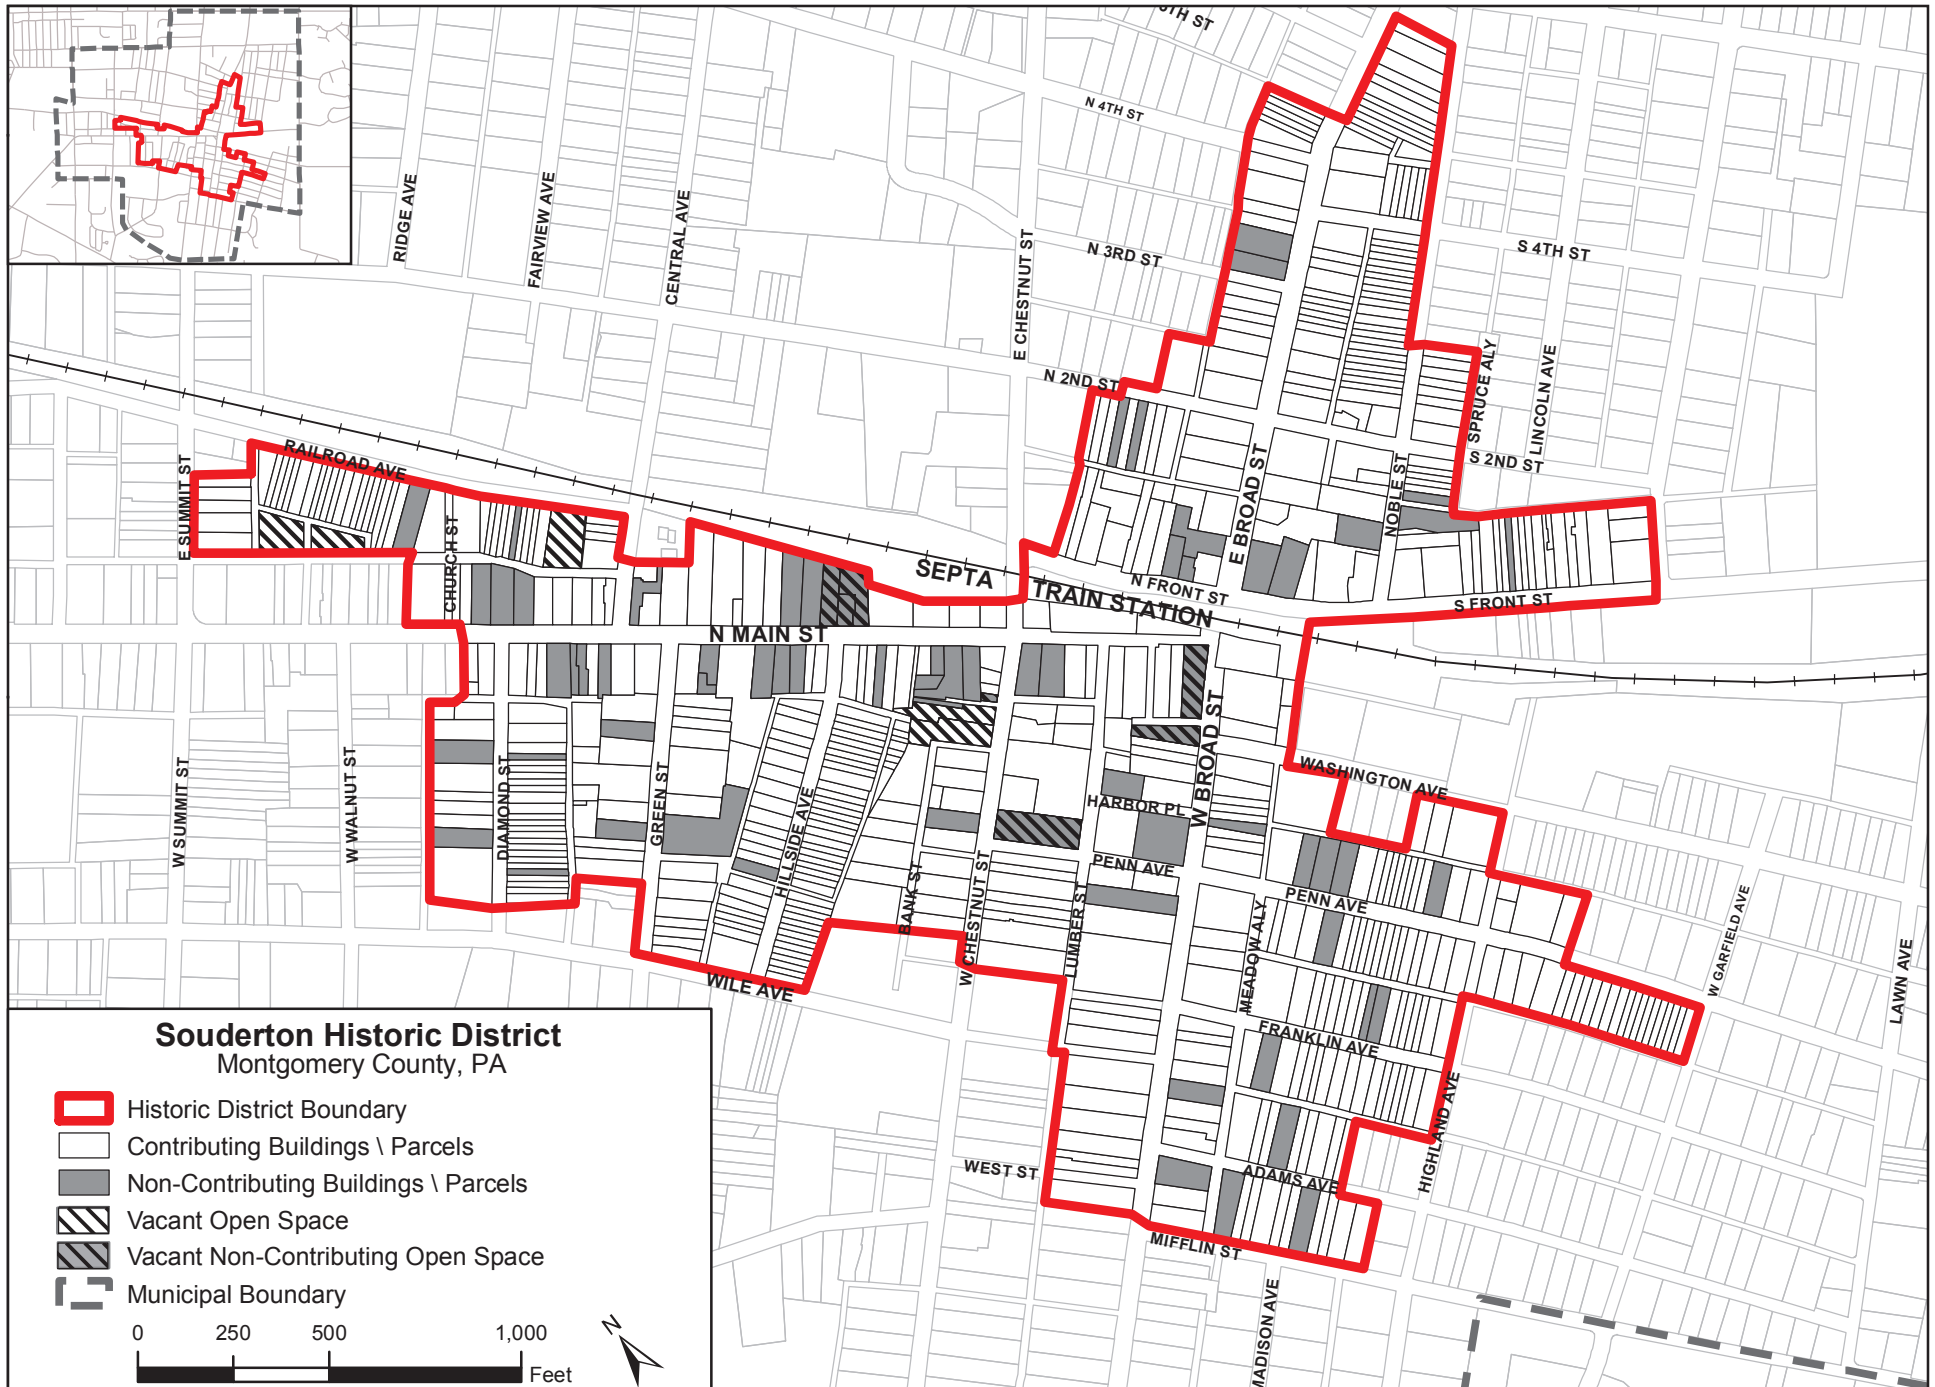 N 4TH ST
N 3RD ST
S 4TH ST
RIDGE AVE
FAIRVIEW AVE
CENTRAL AVE
E CHESTNUT ST
N 2ND ST
SPRUCE ALY
LINCOLN AVE
S 2ND ST
E BROAD ST
NOBLE ST
RAILROAD AVE
E SUMMIT ST
CHURCH ST
SEPTA
TRAIN STATION
N FRONT ST
S FRONT ST
N MAIN ST
W BROAD ST
WASHINGTON AVE
W SUMMIT ST
W WALNUT ST
DIAMOND ST
GREEN ST
HILLSIDE AVE
BANK ST
W CHESTNUT ST
HARBOR PL
PENN AVE
LUMBER ST
PENN AVE
MEADOW ALY
W GARFIELD AVE
LAWN AVE
WILE AVE
FRANKLIN AVE
HIGHLAND AVE
WEST ST
ADAMS AVE
MIFFLIN ST
MADISON AVE
Souderton Historic District
Montgomery County, PA
Historic District Boundary
Contributing Buildings \ Parcels
Non-Contributing Buildings \ Parcels
Vacant Open Space
Vacant Non-Contributing Open Space
Municipal Boundary
0 250 500 1,000
Feet
N